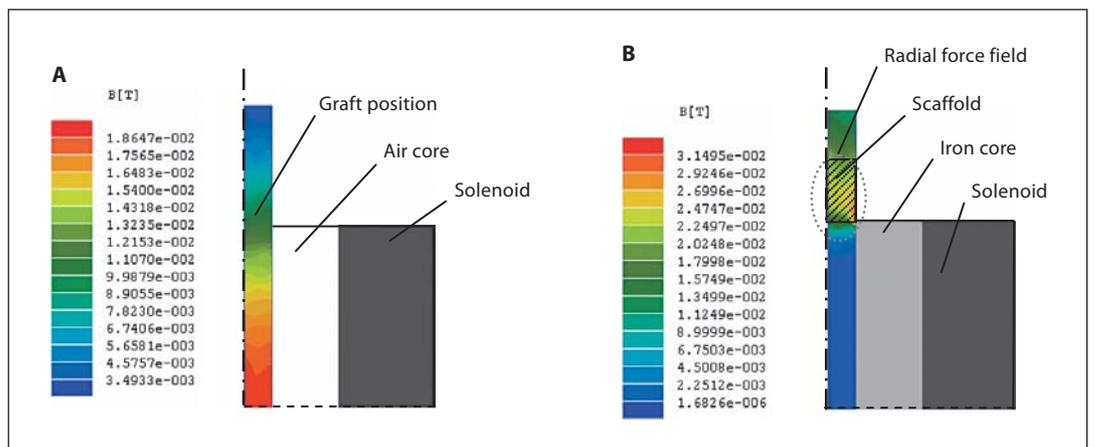 A
B[T]
1.8647e-002
1.7565e-002
1.6483e-002
1.5400e-002
1.4318e-002
1.3235e-002
1.2153e-002
1.1070e-002
9.9879e-003
8.9055e-003
7.8230e-003
6.7406e-003
5.6581e-003
4.5757e-003
3.4933e-003
Graft position
Air core
Solenoid
B
B[T]
3.1495e-002
2.9246e-002
2.6996e-002
2.4747e-002
2.2497e-002
2.0248e-002
1.7998e-002
1.5749e-002
1.3499e-002
1.1249e-002
8.9999e-003
6.7503e-003
4.5008e-003
2.2512e-003
1.6826e-006
Radial force field
Scaffold
Iron core
Solenoid